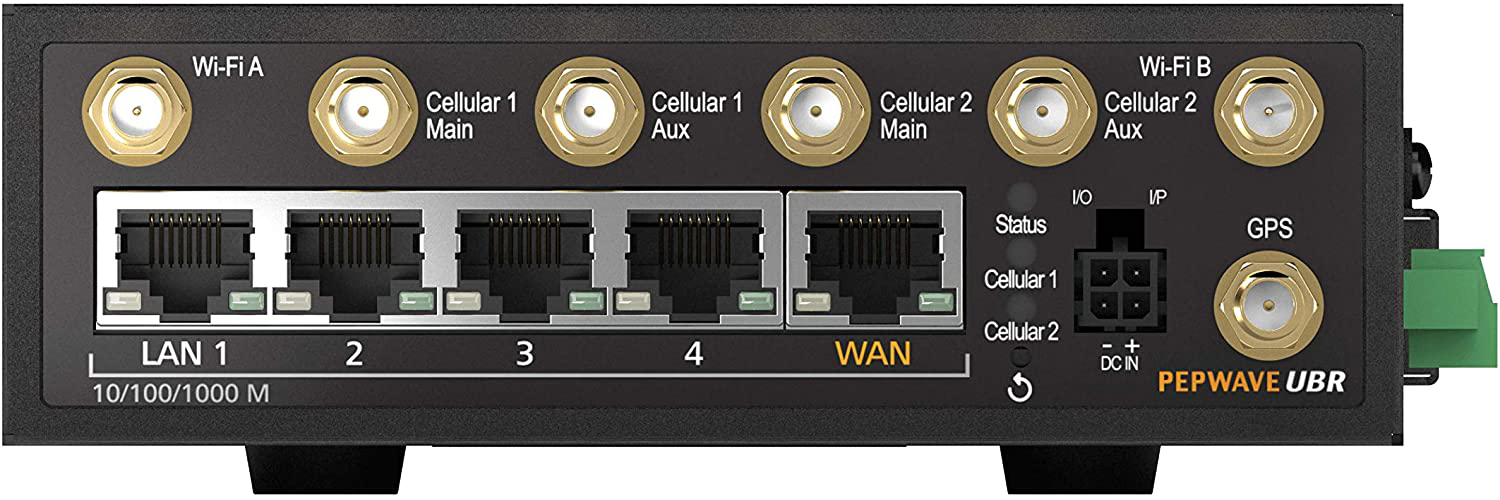 Wi-Fi A
Cellular 1
Main
Cellular 1
Aux
Cellular 2
Main
Wi-Fi B
Cellular 2
Aux
LAN 1
2
3
4
WAN
10/100/1000 M
Status
Cellular 1
Cellular 2
I/O
I/P
- +
DC IN
GPS
PEPWAVE UBR